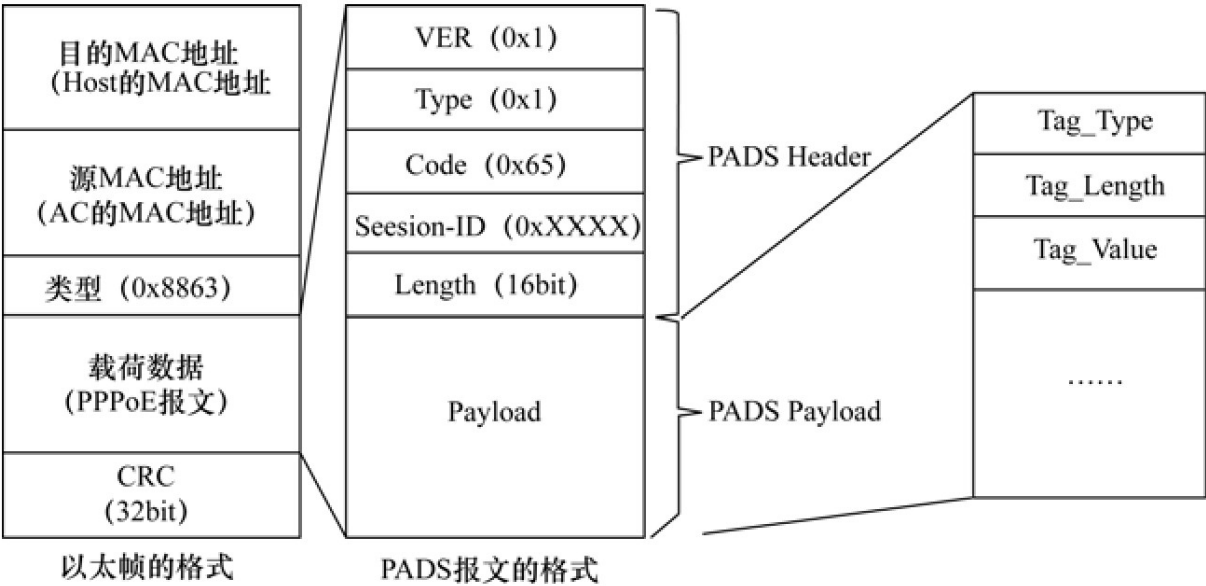 目的MAC地址
（Host的MAC地址
源MAC地址
（AC的MAC地址）
类型（0x8863）
载荷数据
（PPPoE报文）
CRC
(32bit)
以太帧的格式
VER（0x1）
Type（0x1）
Code（0x65）
Seesion-ID（0xXXXX）
Length（16bit）
Payload
PADS报文的格式
PADS Header
PADS Payload
Tag_Type
Tag_Length
Tag_Value
……